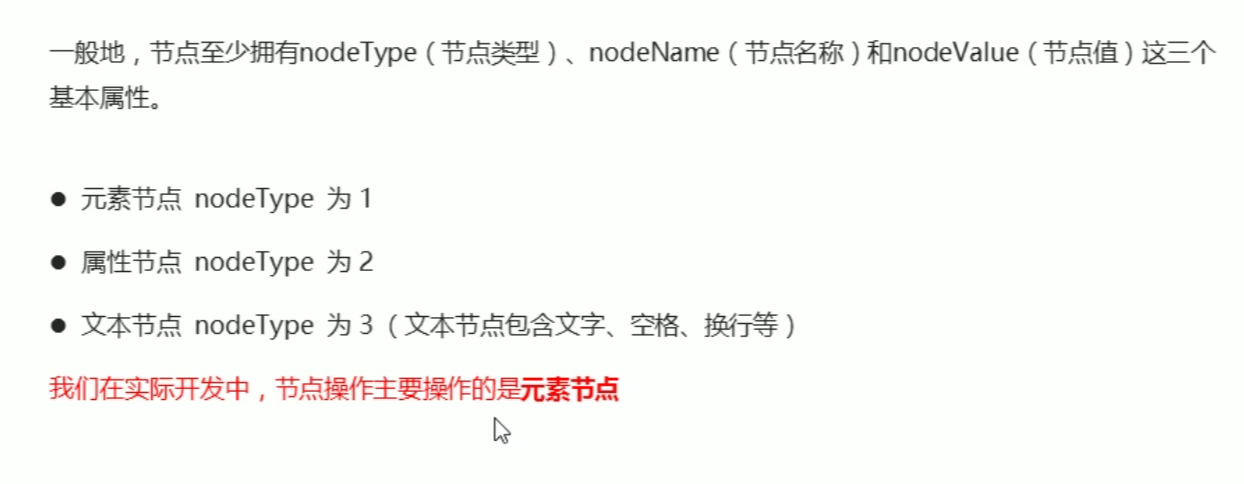 一般地，节点至少拥有nodeType（节点类型）、nodeName（节点名称）和nodeValue（节点值）这三个
基本属性。
● 元素节点 nodeType 为 1
● 属性节点 nodeType 为 2
● 文本节点 nodeType 为 3（文本节点包含文字、空格、换行等）
我们在实际开发中，节点操作主要操作的是元素节点